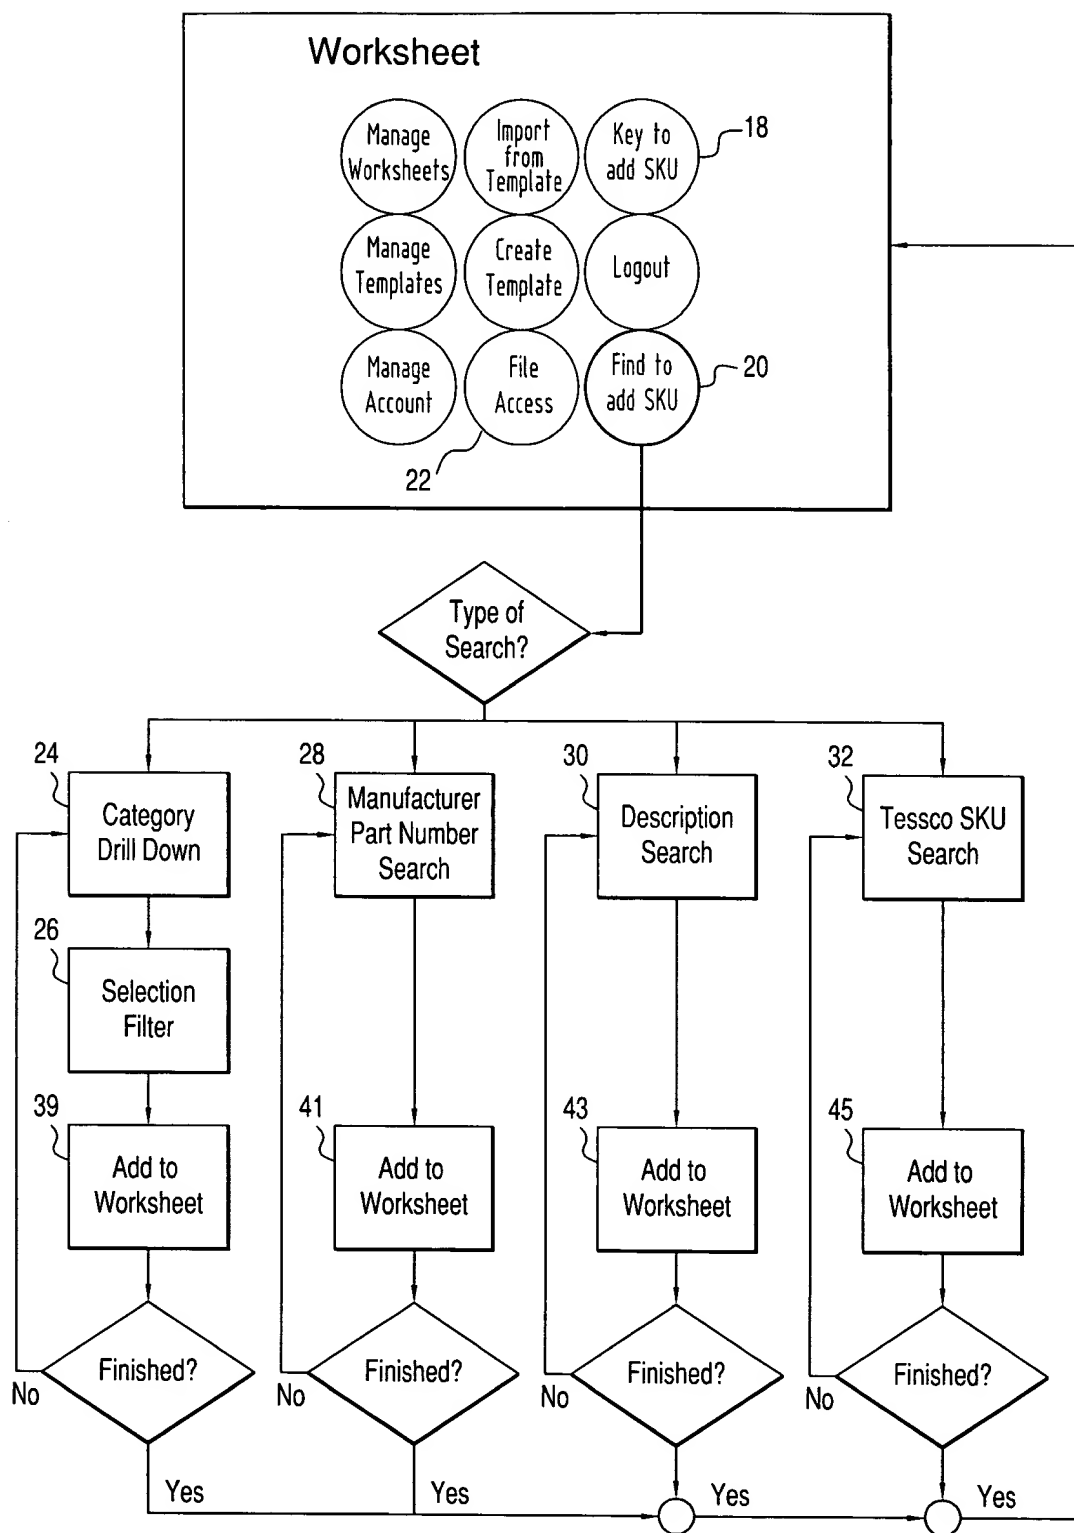 Worksheet
Manage
Worksheets
Import
from
Template
Key to
add SKU
18
Manage
Templates
Create
Template
Logout
Manage
Account
File
Access
Find to
add SKU
20
22
Type of
Search?
24
Category
Drill Down
28
Manufacturer
Part Number
Search
30
Description
Search
32
Tessco SKU
Search
26
Selection
Filter
39
Add to
Worksheet
41
Add to
Worksheet
43
Add to
Worksheet
45
Add to
Worksheet
Finished?
No
Finished?
No
Finished?
No
Finished?
No
Yes
Yes
Yes
Yes